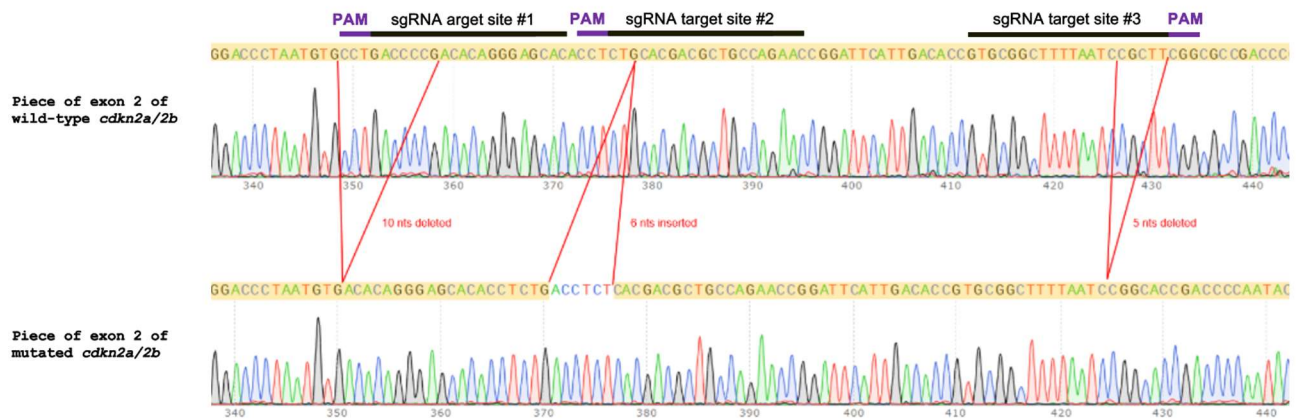 PAM sgRNA arget site #1 PAM sgRNA target site #2 sgRNA target site #3 PAM
GGACCCTAATGTGCCTGACCCCGACACAGGGAGCACACCTCTGCACGACGCTGCCAGAACCGGATTCATTGACACCGTGCGGCTTTTAATCCGCTTCGGCGCCGACCCC
Piece of exon 2 of
wild-type cdkn2a/2b
340 350 360 370 380 390 400 410 420 430 440
10 nts deleted 6 nts inserted 5 nts deleted
GGACCCTAATGTGACACAGGGAGCACACCTCTGACCTCTCACGACGCTGCCAGAACCGGATTCATTGACACCGTGCGGCTTTTAATCCGGCACCGACCCCAATAC
Piece of exon 2 of
mutated cdkn2a/2b
340 350 360 370 380 390 400 410 420 430 440